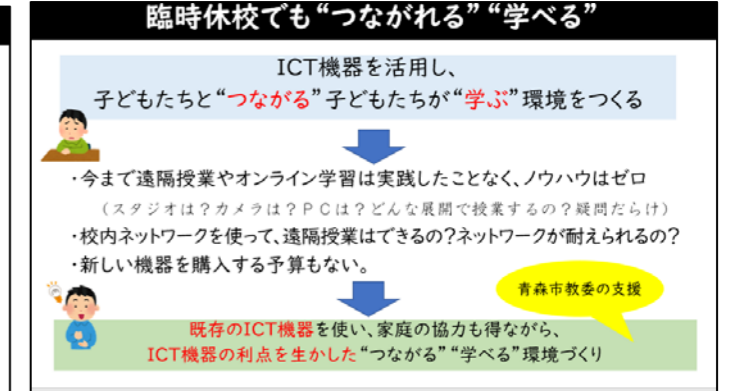 臨時休校でも“つながれる”“学べる”
ICT機器を活用し、
子どもたちと“つながる”子どもたちが“学ぶ”環境をつくる
・今まで遠隔授業やオンライン学習は実践したことなく、ノウハウはゼロ
（スタジオは？カメラは？ＰＣは？どんな展開で授業するの？疑問だらけ）
・校内ネットワークを使って、遠隔授業はできるの？ネットワークが耐えられるの？
・新しい機器を購入する予算もない。
青森市教委の支援
既存のICT機器を使い、家庭の協力も得ながら、
ICT機器の利点を生かした“つながる”“学べる”環境づくり